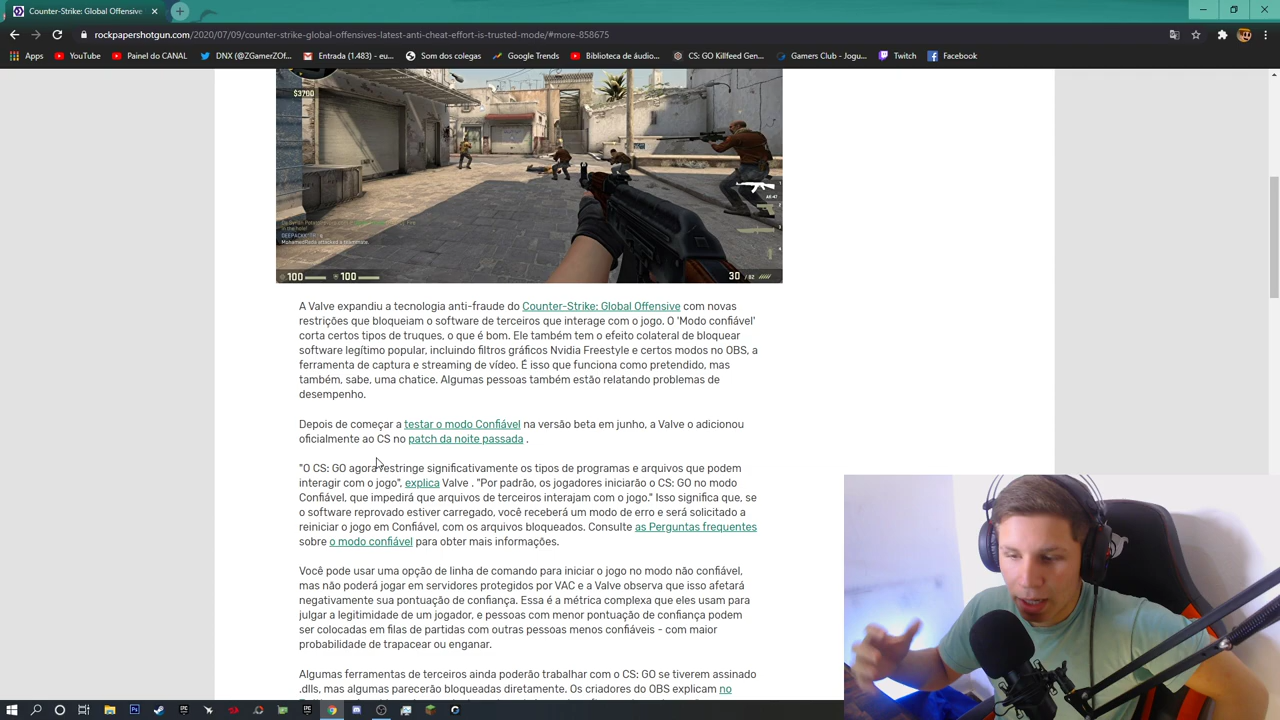 Counter-Strike: Global Offensive
rockpapershotgun.com/2020/07/09/counter-strike-global-offensives-latest-anti-cheat-effort-is-trusted-mode/#more-858675
Apps YouTube Painel do CANAL DNX (@ZGamerZOf... Entrada (1.483) - eu... Som dos colegas Google Trends Biblioteca de áudio... CS: GO Killfeed Gen... Gamers Club - Jogu... Twitch Facebook
$3700
AK-47
MohamedRolla attacked a teammate.
100 100 30 / 92
A Valve expandiu a tecnologia anti-fraude do Counter-Strike: Global Offensive com novas
restrições que bloqueiam o software de terceiros que interage com o jogo. O 'Modo confiável'
corta certos tipos de truques, o que é bom. Ele também tem o efeito colateral de bloquear
software legítimo popular, incluindo filtros gráficos Nvidia Freestyle e certos modos no OBS, a
ferramenta de captura e streaming de vídeo. É isso que funciona como pretendido, mas
também, sabe, uma chatice. Algumas pessoas também estão relatando problemas de
desempenho.
Depois de começar a testar o modo Confiável na versão beta em junho, a Valve o adicionou
oficialmente ao CS no patch da noite passada .
"O CS: GO agora restringe significativamente os tipos de programas e arquivos que podem
interagir com o jogo", explica Valve . "Por padrão, os jogadores iniciarão o CS: GO no modo
Confiável, que impedirá que arquivos de terceiros interajam com o jogo." Isso significa que, se
o software reprovado estiver carregado, você receberá um modo de erro e será solicitado a
reiniciar o jogo em Confiável, com os arquivos bloqueados. Consulte as Perguntas frequentes
sobre o modo confiável para obter mais informações.
Você pode usar uma opção de linha de comando para iniciar o jogo no modo não confiável,
mas não poderá jogar em servidores protegidos por VAC e a Valve observa que isso afetará
negativamente sua pontuação de confiança. Essa é a métrica complexa que eles usam para
julgar a legitimidade de um jogador, e pessoas com menor pontuação de confiança podem
ser colocadas em filas de partidas com outras pessoas menos confiáveis - com maior
probabilidade de trapacear ou enganar.
Algumas ferramentas de terceiros ainda poderão trabalhar com o CS: GO se tiverem assinado
.dlls, mas algumas parecerão bloqueadas diretamente. Os criadores do OBS explicam no